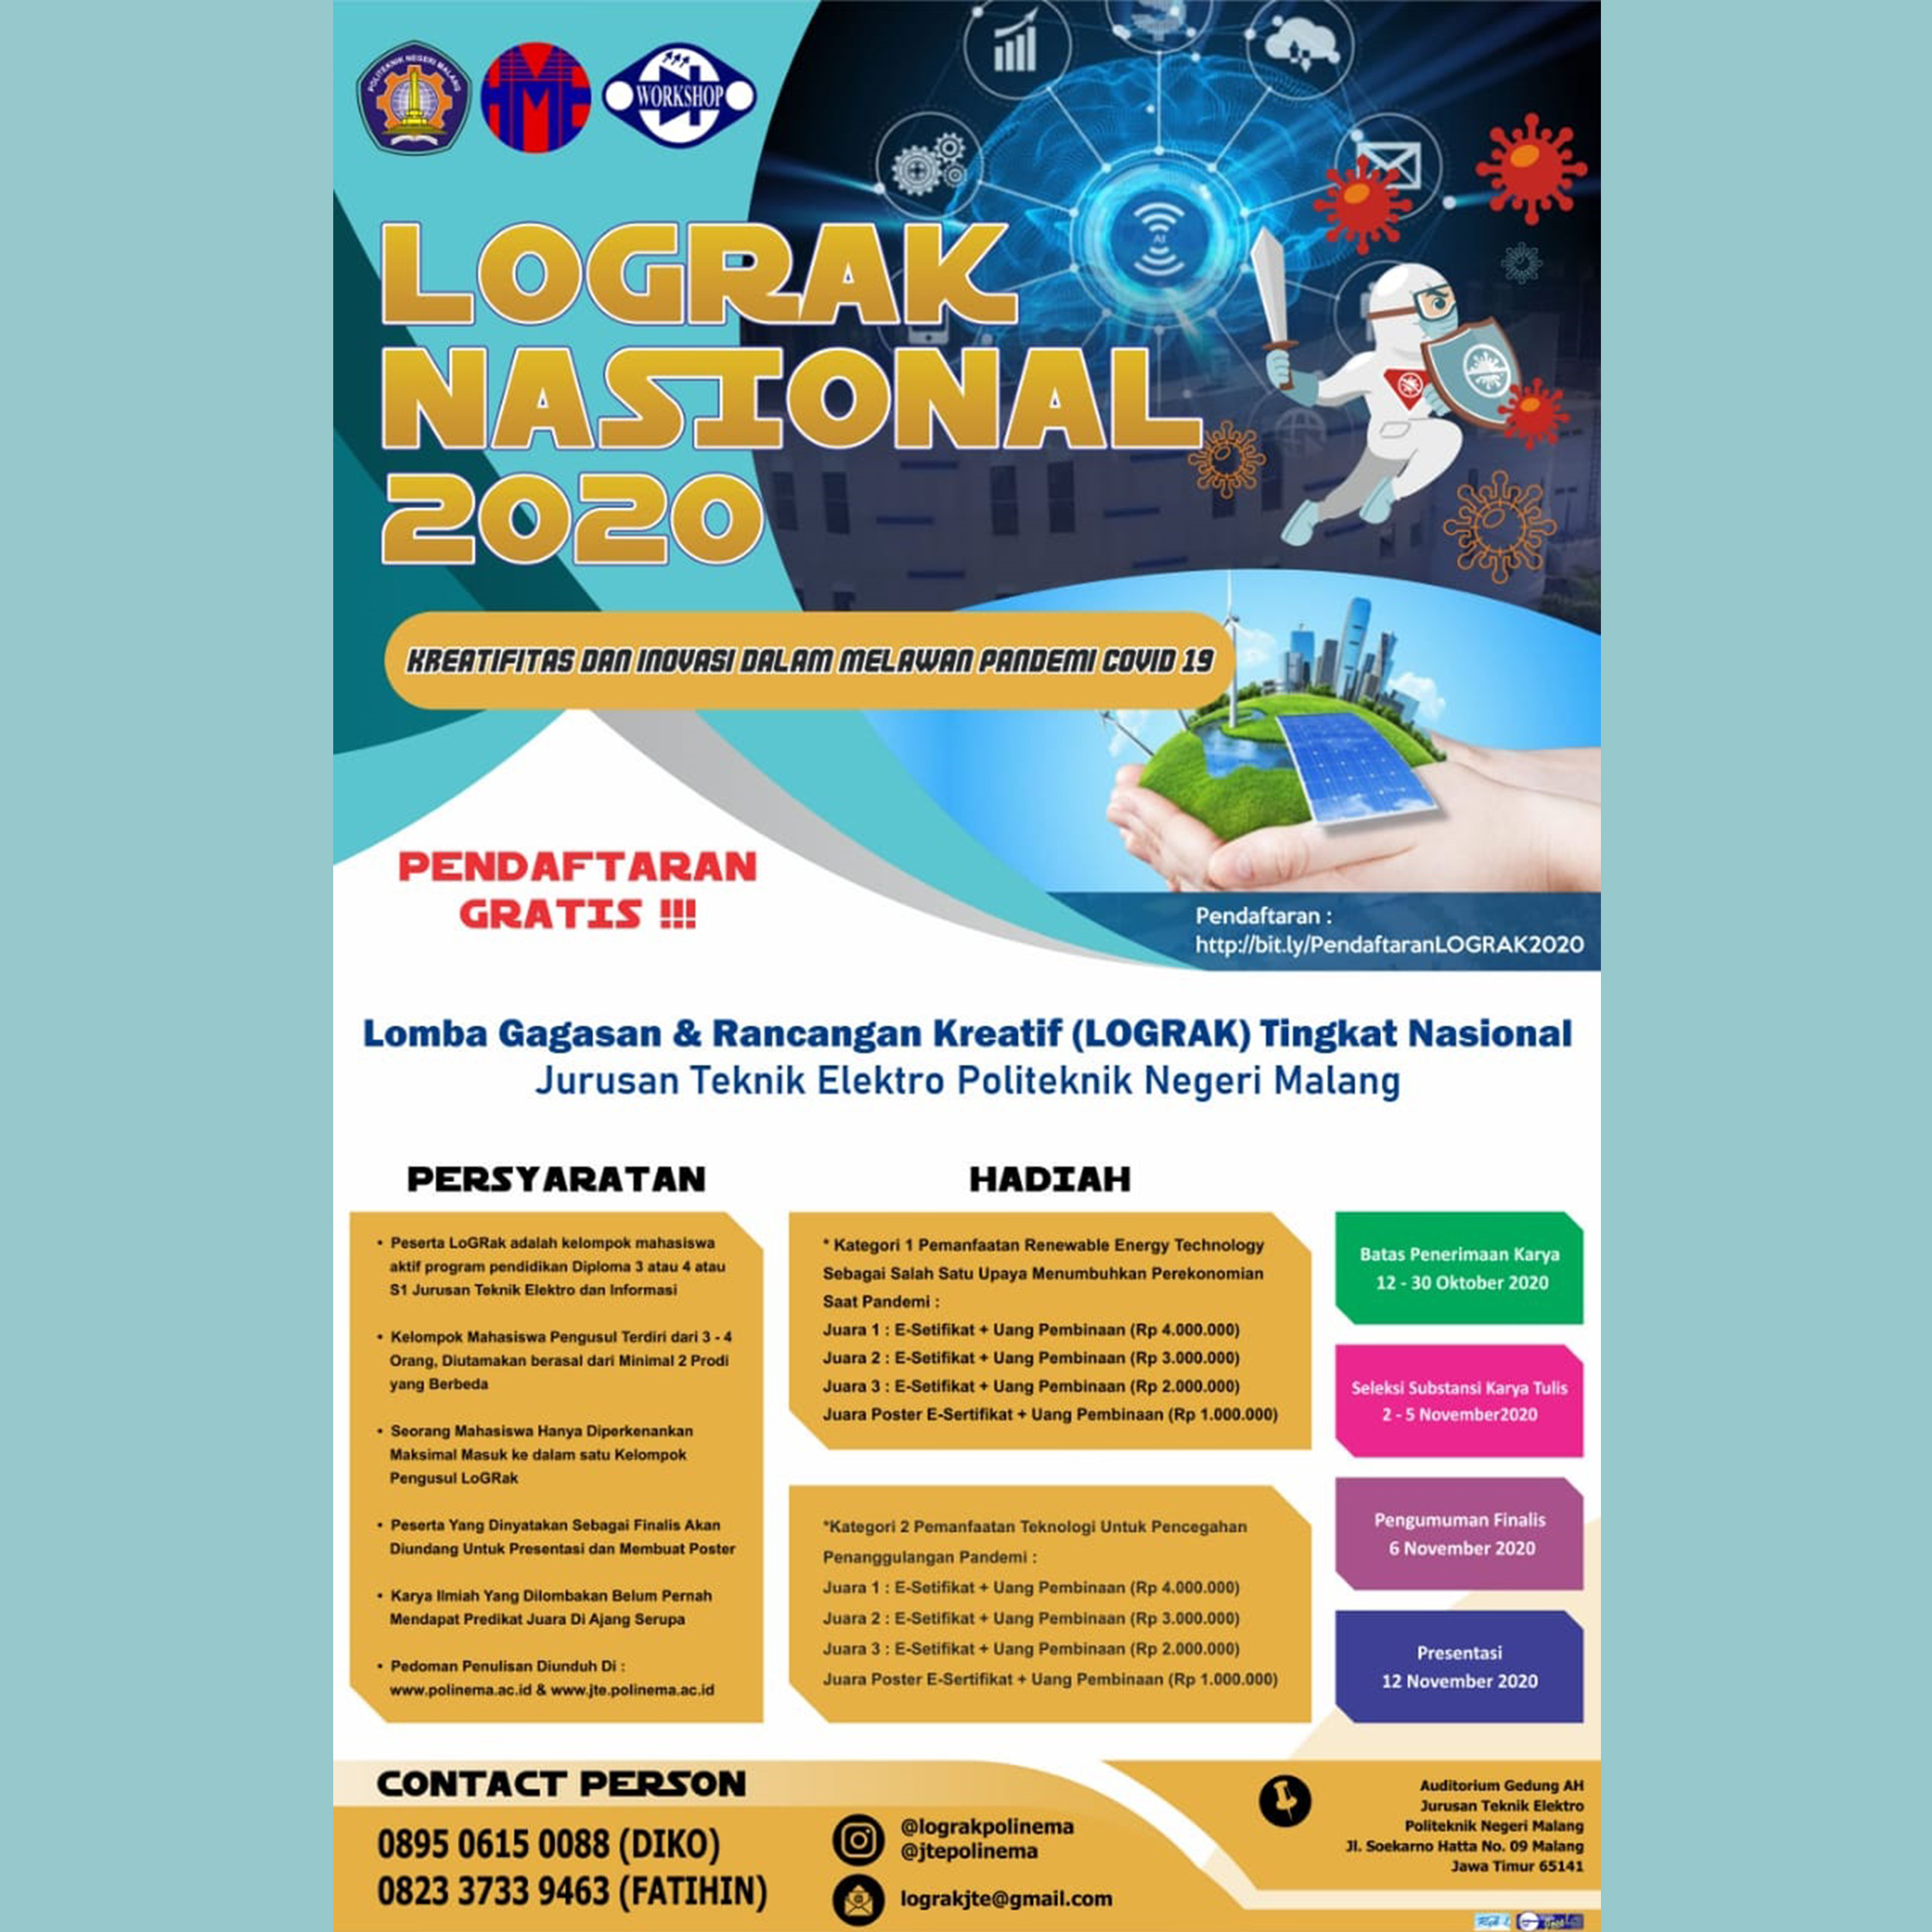 POLITEKNIK NEGERI MALANG
WORKSHOP
AI
LOGRAK
NASIONAL
2020
KREATIFITAS DAN INOVASI DALAM MELAWAN PANDEMI COVID 19
PENDAFTARAN
GRATIS !!!
Pendaftaran :
http://bit.ly/PendaftaranLOGRAK2020
Lomba Gagasan & Rancangan Kreatif (LOGRAK) Tingkat Nasional
Jurusan Teknik Elektro Politeknik Negeri Malang
PERSYARATAN
• Peserta LoGRak adalah kelompok mahasiswa
aktif program pendidikan Diploma 3 atau 4 atau
S1 Jurusan Teknik Elektro dan Informasi
• Kelompok Mahasiswa Pengusul Terdiri dari 3 - 4
Orang, Diutamakan berasal dari Minimal 2 Prodi
yang Berbeda
• Seorang Mahasiswa Hanya Diperkenankan
Maksimal Masuk ke dalam satu Kelompok
Pengusul LoGRak
• Peserta Yang Dinyatakan Sebagai Finalis Akan
Diundang Untuk Presentasi dan Membuat Poster
• Karya Ilmiah Yang Dilombakan Belum Pernah
Mendapat Predikat Juara Di Ajang Serupa
• Pedoman Penulisan Diunduh Di :
www.polinema.ac.id & www.jte.polinema.ac.id
HADIAH
* Kategori 1 Pemanfaatan Renewable Energy Technology
Sebagai Salah Satu Upaya Menumbuhkan Perekonomian
Saat Pandemi :
Juara 1 : E-Setifikat + Uang Pembinaan (Rp 4.000.000)
Juara 2 : E-Setifikat + Uang Pembinaan (Rp 3.000.000)
Juara 3 : E-Setifikat + Uang Pembinaan (Rp 2.000.000)
Juara Poster E-Sertifikat + Uang Pembinaan (Rp 1.000.000)
*Kategori 2 Pemanfaatan Teknologi Untuk Pencegahan
Penanggulangan Pandemi :
Juara 1 : E-Setifikat + Uang Pembinaan (Rp 4.000.000)
Juara 2 : E-Setifikat + Uang Pembinaan (Rp 3.000.000)
Juara 3 : E-Setifikat + Uang Pembinaan (Rp 2.000.000)
Juara Poster E-Sertifikat + Uang Pembinaan (Rp 1.000.000)
Batas Penerimaan Karya
12 - 30 Oktober 2020
Seleksi Substansi Karya Tulis
2 - 5 November2020
Pengumuman Finalis
6 November 2020
Presentasi
12 November 2020
CONTACT PERSON
0895 0615 0088 (DIKO)
0823 3733 9463 (FATIHIN)
@lograkpolinema
@jtepolinema
lograkjte@gmail.com
Auditorium Gedung AH
Jurusan Teknik Elektro
Politeknik Negeri Malang
Jl. Soekarno Hatta No. 09 Malang
Jawa Timur 65141